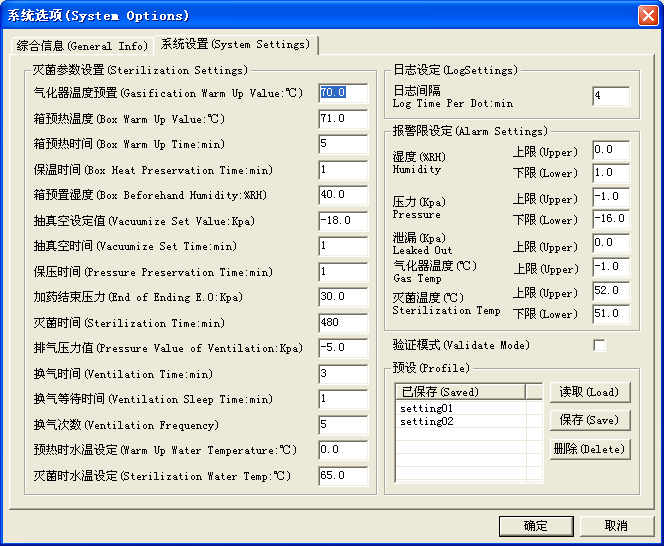 系统选项(System Options)
综合信息(General Info)
系统设置(System Settings)
灭菌参数设置(Sterilization Settings)
气化器温度预置(Gasification Warm Up Value:℃) 70.0
箱预热温度(Box Warm Up Value:℃) 71.0
箱预热时间(Box Warm Up Time:min) 5
保温时间(Box Heat Preservation Time:min) 1
箱预置湿度(Box Beforehand Humidity:%RH) 40.0
抽真空设定值(Vacuumize Set Value:Kpa) -18.0
抽真空时间(Vacuumize Set Time:min) 1
保压时间(Pressure Preservation Time:min) 1
加药结束压力(End of Ending E.O:Kpa) 30.0
灭菌时间(Sterilization Time:min) 480
排气压力值(Pressure Value of Ventilation:Kpa) -5.0
换气时间(Ventilation Time:min) 3
换气等待时间(Ventilation Sleep Time:min) 1
换气次数(Ventilation Frequency) 5
预热时水温设定(Warm Up Water Temperature:℃) 0.0
灭菌时水温设定(Sterilization Water Temp:℃) 65.0
日志设定(LogSettings)
日志间隔
Log Time Per Dot:min 4
报警限设定(Alarm Settings)
湿度(%RH) 上限(Upper) 0.0
Humidity 下限(Lower) 1.0
压力(Kpa) 上限(Upper) -1.0
Pressure 下限(Lower) -16.0
泄漏(Kpa)
Leaked Out 上限(Upper) 0.0
气化器温度(℃) 上限(Upper) -1.0
Gas Temp
灭菌温度(℃) 上限(Upper) 52.0
Sterilization Temp 下限(Lower) 51.0
验证模式(Validate Mode)
预设(Profile)
已保存(Saved)
setting01
setting02
读取(Load)
保存(Save)
删除(Delete)
确定
取消